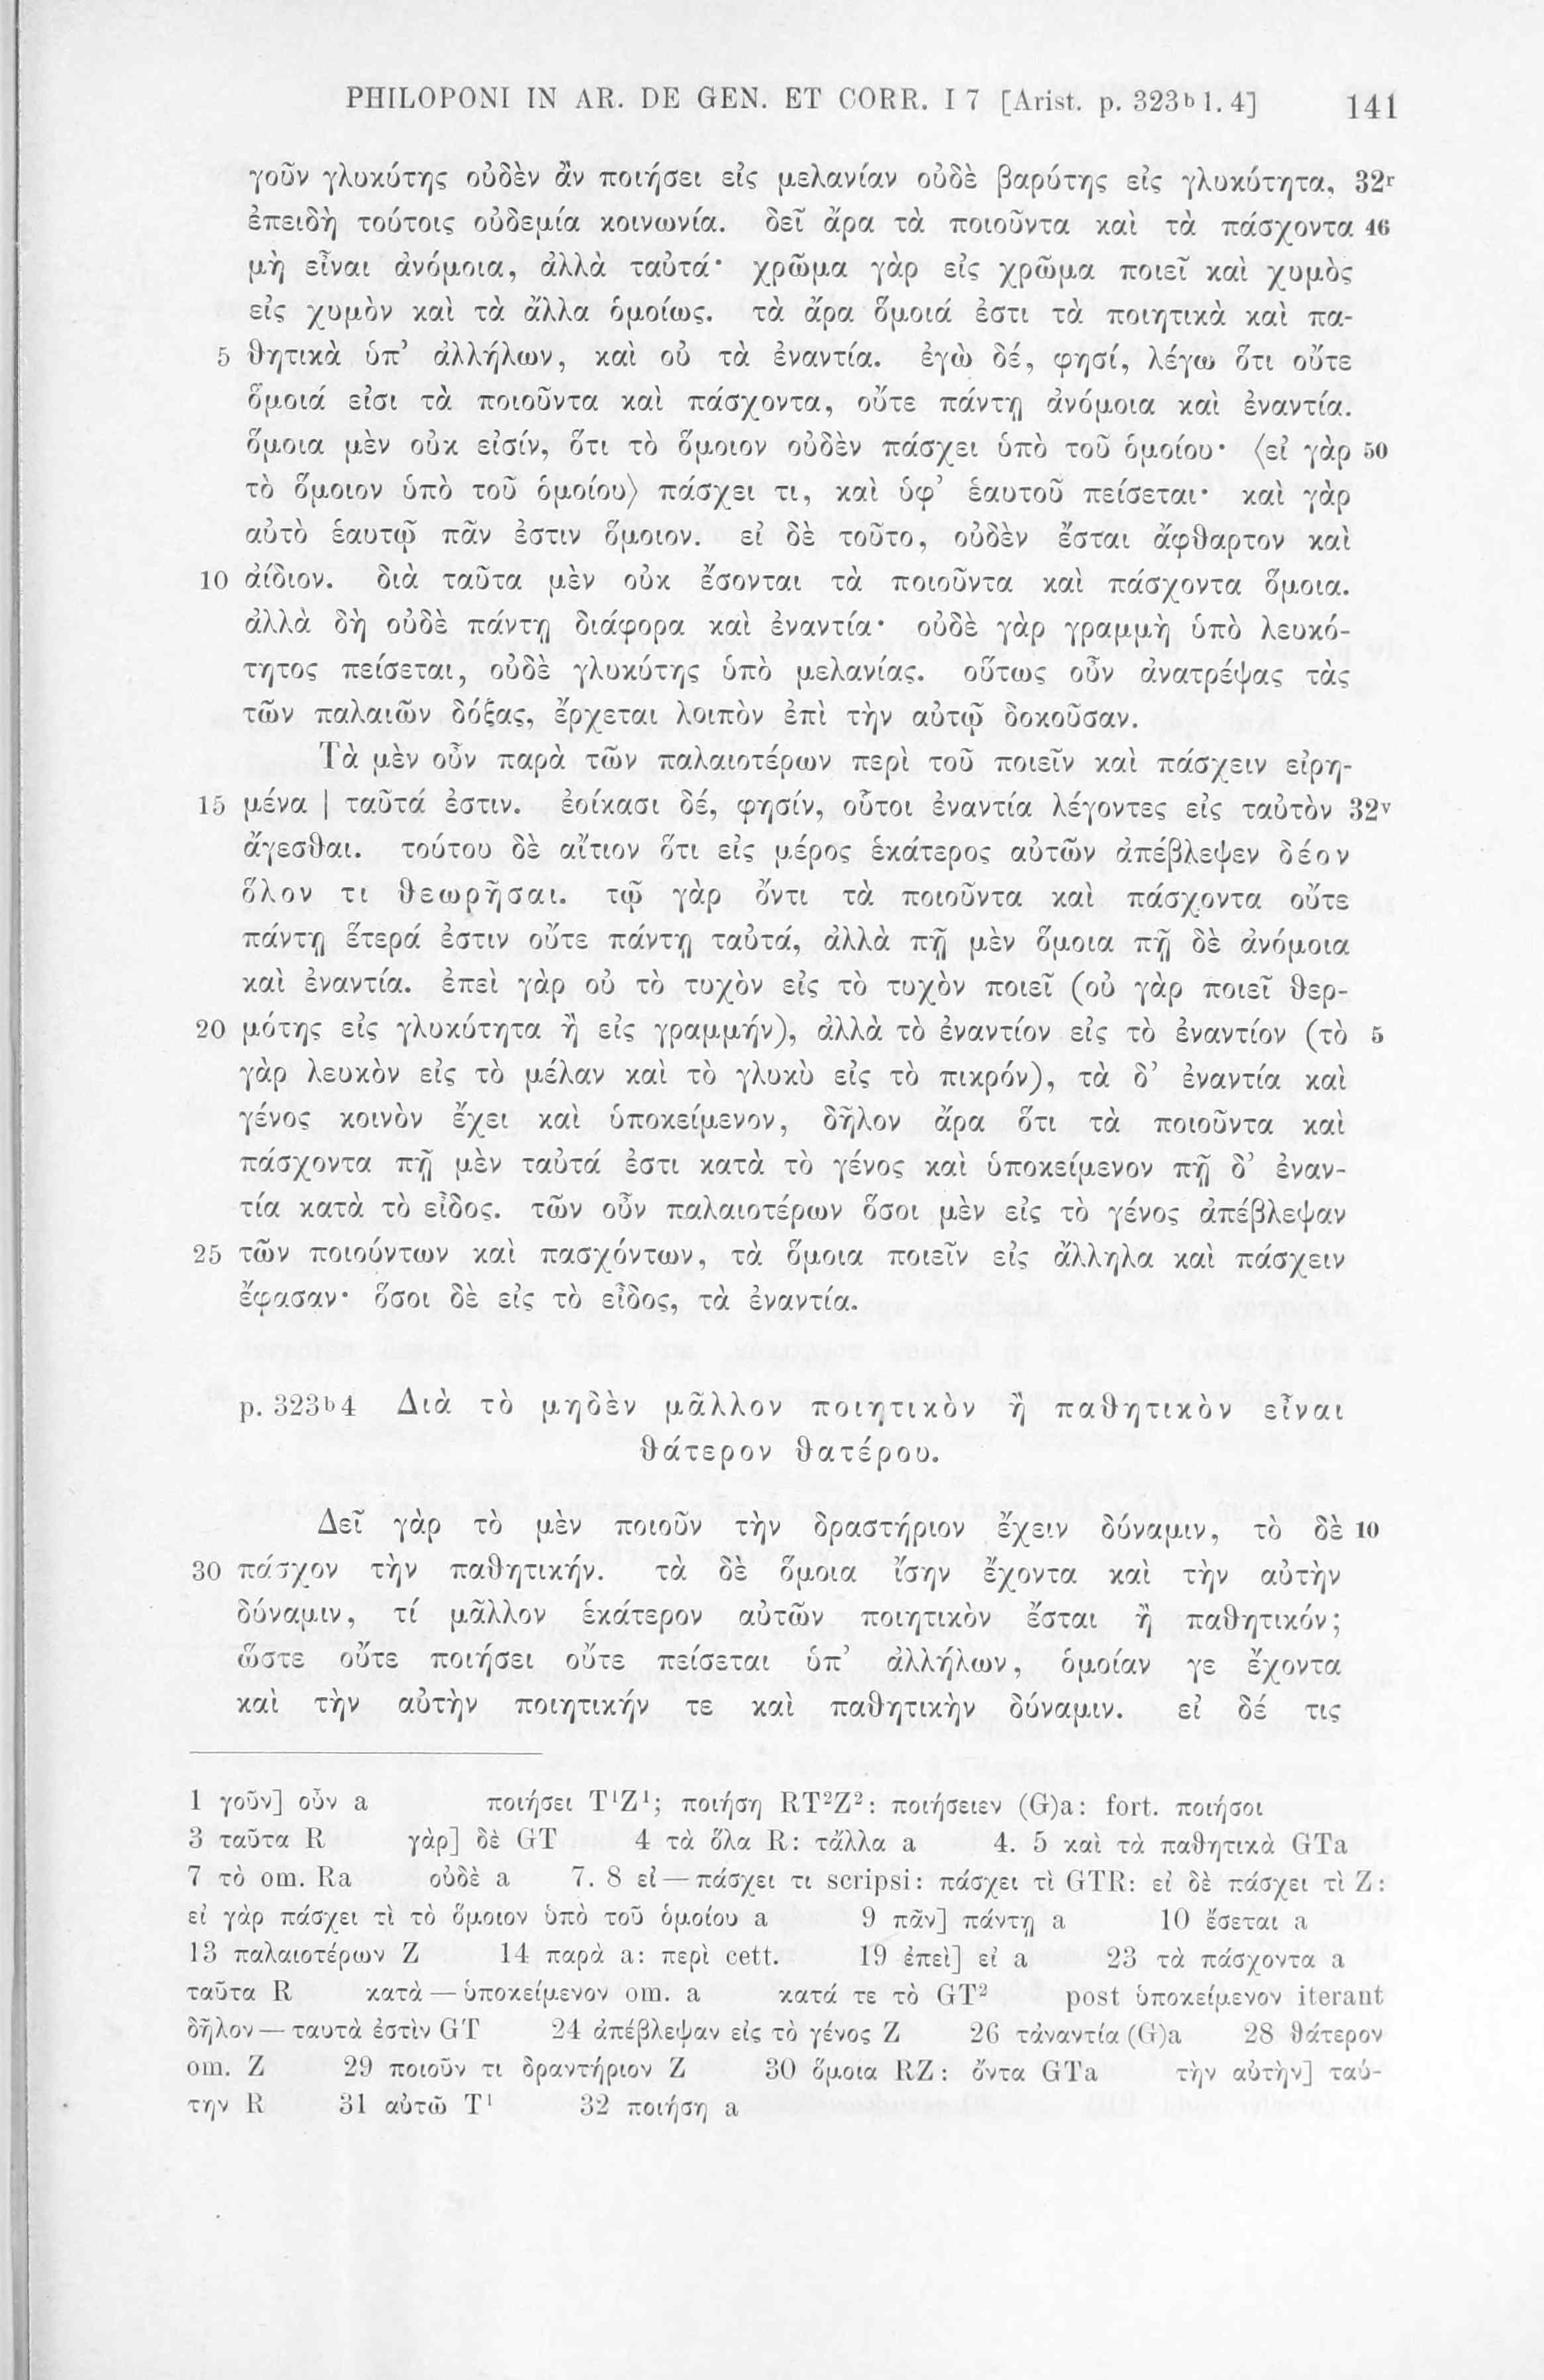 PHILOPONI IN AR. DE GEN. ET CORR. I 7 [Arist. p. 323ᵇ1. 4] 141
γοῦν γλυκύτης οὐδὲν ἂν ποιήσει εἰς μελανίαν οὐδὲ βαρύτης εἰς γλυκύτητα, 32ʳ
ἐπειδὴ τούτοις οὐδεμία κοινωνία. δεῖ ἄρα τὰ ποιοῦντα καὶ τὰ πάσχοντα 46
μὴ εἶναι ἀνόμοια, ἀλλὰ ταὐτά· χρῶμα γὰρ εἰς χρῶμα ποιεῖ καὶ χυμὸς
εἰς χυμὸν καὶ τὰ ἄλλα ὁμοίως. τὰ ἄρα ὅμοιά ἐστι τὰ ποιητικὰ καὶ πα-
5 θητικὰ ὑπ’ ἀλλήλων, καὶ οὐ τὰ ἐναντία. ἐγὼ δέ, φησί, λέγω ὅτι οὔτε
ὅμοιά εἰσι τὰ ποιοῦντα καὶ πάσχοντα, οὔτε πάντῃ ἀνόμοια καὶ ἐναντία.
ὅμοια μὲν οὐκ εἰσίν, ὅτι τὸ ὅμοιον οὐδὲν πάσχει ὑπὸ τοῦ ὁμοίου· ⟨εἰ γὰρ 50
τὸ ὅμοιον ὑπὸ τοῦ ὁμοίου⟩ πάσχει τι, καὶ ὑφ’ ἑαυτοῦ πείσεται· καὶ γὰρ
αὐτὸ ἑαυτῷ πᾶν ἐστιν ὅμοιον. εἰ δὲ τοῦτο, οὐδὲν ἔσται ἄφθαρτον καὶ
10 ἀίδιον. διὰ ταῦτα μὲν οὐκ ἔσονται τὰ ποιοῦντα καὶ πάσχοντα ὅμοια.
ἀλλὰ δὴ οὐδὲ πάντῃ διάφορα καὶ ἐναντία· οὐδὲ γὰρ γραμμὴ ὑπὸ λευκό-
τητος πείσεται, οὐδὲ γλυκύτης ὑπὸ μελανίας. οὕτως οὖν ἀνατρέψας τὰς
τῶν παλαιῶν δόξας, ἔρχεται λοιπὸν ἐπὶ τὴν αὐτῷ δοκοῦσαν.
Τὰ μὲν οὖν παρὰ τῶν παλαιοτέρων περὶ τοῦ ποιεῖν καὶ πάσχειν εἰρη-
15 μένα | ταῦτά ἐστιν. ἐοίκασι δέ, φησίν, οὗτοι ἐναντία λέγοντες εἰς ταὐτὸν 32ᵛ
ἄγεσθαι. τούτου δὲ αἴτιον ὅτι εἰς μέρος ἑκάτερος αὐτῶν ἀπέβλεψεν δέον
ὅλον τι θεωρῆσαι. τῷ γὰρ ὄντι τὰ ποιοῦντα καὶ πάσχοντα οὔτε
πάντῃ ἕτερά ἐστιν οὔτε πάντῃ ταὐτά, ἀλλὰ πῇ μὲν ὅμοια πῇ δὲ ἀνόμοια
καὶ ἐναντία. ἐπεὶ γὰρ οὐ τὸ τυχὸν εἰς τὸ τυχὸν ποιεῖ (οὐ γὰρ ποιεῖ θερ-
20 μότης εἰς γλυκύτητα ἢ εἰς γραμμήν), ἀλλὰ τὸ ἐναντίον εἰς τὸ ἐναντίον (τὸ 5
γὰρ λευκὸν εἰς τὸ μέλαν καὶ τὸ γλυκὺ εἰς τὸ πικρόν), τὰ δ’ ἐναντία καὶ
γένος κοινὸν ἔχει καὶ ὑποκείμενον, δῆλον ἄρα ὅτι τὰ ποιοῦντα καὶ
πάσχοντα πῇ μὲν ταὐτά ἐστι κατὰ τὸ γένος καὶ ὑποκείμενον πῇ δ’ ἐναν-
τία κατὰ τὸ εἶδος. τῶν οὖν παλαιοτέρων ὅσοι μὲν εἰς τὸ γένος ἀπέβλεψαν
25 τῶν ποιούντων καὶ πασχόντων, τὰ ὅμοια ποιεῖν εἰς ἄλληλα καὶ πάσχειν
ἔφασαν· ὅσοι δὲ εἰς τὸ εἶδος, τὰ ἐναντία.
p. 323ᵇ4 Διὰ τὸ μηδὲν μᾶλλον ποιητικὸν ἢ παθητικὸν εἶναι
θάτερον θατέρου.
Δεῖ γὰρ τὸ μὲν ποιοῦν τὴν δραστήριον ἔχειν δύναμιν, τὸ δὲ 10
30 πάσχον τὴν παθητικήν. τὰ δὲ ὅμοια ἴσην ἔχοντα καὶ τὴν αὐτὴν
δύναμιν, τί μᾶλλον ἑκάτερον αὐτῶν ποιητικὸν ἔσται ἢ παθητικόν;
ὥστε οὔτε ποιήσει οὔτε πείσεται ὑπ’ ἀλλήλων, ὁμοίαν γε ἔχοντα
καὶ τὴν αὐτὴν ποιητικήν τε καὶ παθητικὴν δύναμιν. εἰ δέ τις
1 γοῦν] οὖν a ποιήσει T¹Z¹; ποιήσῃ RT²Z²: ποιήσειεν (G)a: fort. ποιήσοι
3 ταῦτα R γὰρ] δὲ GT 4 τὰ ὅλα R: τἄλλα a 4. 5 καὶ τὰ παθητικὰ GTa
7 τὸ om. Ra οὐδὲ a 7. 8 εἰ — πάσχει τι scripsi: πάσχει τὶ GTR: εἰ δὲ πάσχει τὶ Z:
εἰ γὰρ πάσχει τὶ τὸ ὅμοιον ὑπὸ τοῦ ὁμοίου a 9 πᾶν] πάντῃ a 10 ἔσεται a
13 παλαιοτέρων Z 14 παρὰ a: περὶ cett. 19 ἐπεὶ] εἰ a 23 τὰ πάσχοντα a
ταῦτα R κατὰ — ὑποκείμενον om. a κατά τε τὸ GT² post ὑποκείμενον iterant
δῆλον — ταυτὰ ἐστὶν GT 24 ἀπέβλεψαν εἰς τὸ γένος Z 26 τἀναντία (G)a 28 θάτερον
om. Z 29 ποιοῦν τι δραντήριον Z 30 ὅμοια RZ: ὄντα GTa τὴν αὐτὴν] ταύ-
την R 31 αὐτῶ T¹ 32 ποιήσῃ a